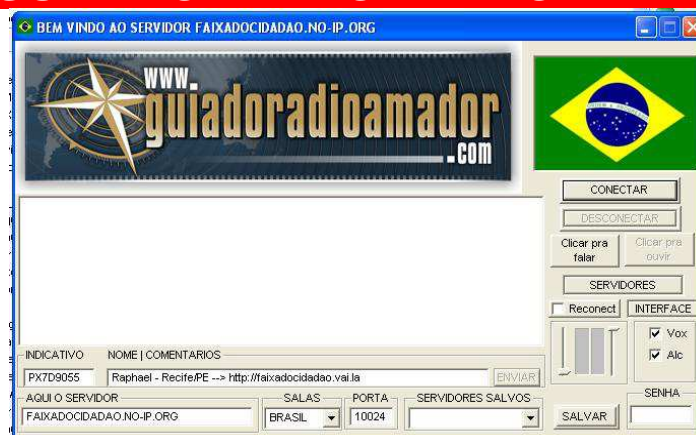 BEM VINDO AO SERVIDOR FAIXADOCIDADAO.NO-IP.ORG
www.
guiadoradioamador
.com
CONECTAR
DESCONECTAR
Clicar pra falar
Clicar pra ouvir
SERVIDORES
Reconect
INTERFACE
Vox
Alc
INDICATIVO
NOME | COMENTARIOS
PX7D9055
Raphael - Recife/PE --> http://faixadocidadao.vai.la
ENVIAR
AQUI O SERVIDOR
SALAS
PORTA
SERVIDORES SALVOS
SENHA
FAIXADOCIDADAO.NO-IP.ORG
BRASIL
10024
SALVAR